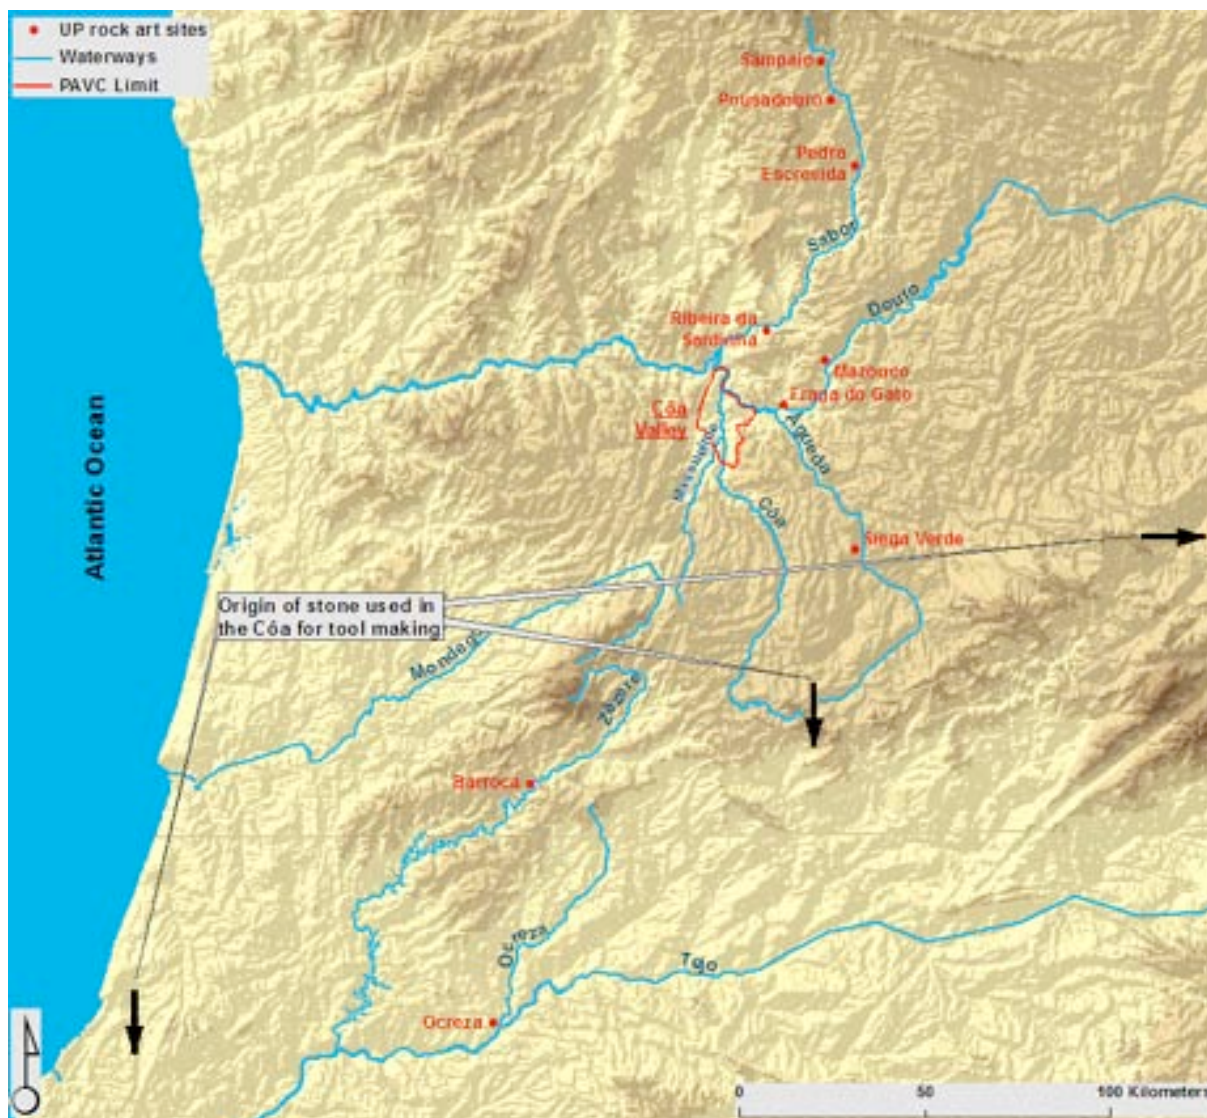 UP rock art sites
Waterways
PAVC Limit
Sampaio
Pousadouro
Pedra
Escrevida
Sabor
Douro
Ribeira da
Sardinha
Mazouco
Fraga do Gato
Côa
Valley
Águeda
Massueime
Côa
Siega Verde
Atlantic Ocean
Origin of stone used in
the Côa for tool making
Mondego
Zêzere
Barroca
Ocreza
Tejo
Ocreza
0 50 100 Kilometers